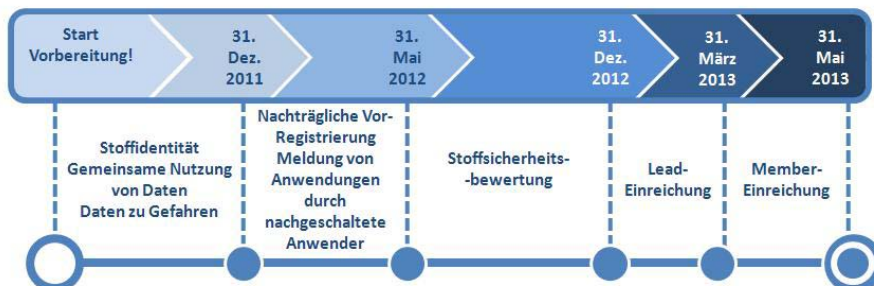 Start
Vorbereitung!
31.
Dez.
2011
31.
Mai
2012
31.
Dez.
2012
31.
März
2013
31.
Mai
2013
Stoffidentität
Gemeinsame Nutzung
von Daten
Daten zu Gefahren
Nachträgliche Vor-
Registrierung
Meldung von
Anwendungen
durch
nachgeschaltete
Anwender
Stoffsicherheits-
-bewertung
Lead-
Einreichung
Member-
Einreichung